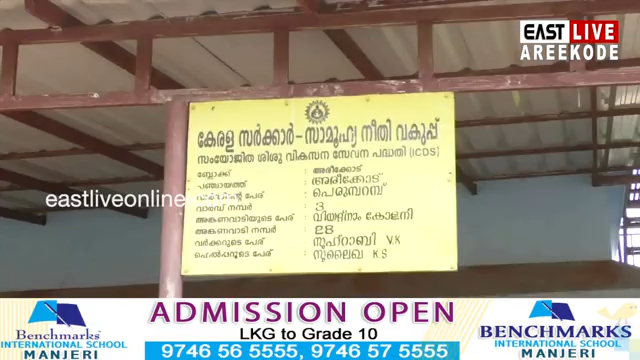 EAST LIVE
AREEKODE
കേരള സർക്കാർ - സാമൂഹ്യ നീതി വകുപ്പ്
സംയോജിത ശിശു വികസന സേവന പദ്ധതി (ICDS)
ബ്ലോക്ക് : അരീക്കോട്
പഞ്ചായത്ത് : അരീക്കോട്
പേര് : പെരുമ്പറമ്പ്
വാർഡ് നമ്പർ : 3
അങ്കണവാടിയുടെ പേര് : വിയറ്റ്നാം കോളനി
അങ്കണവാടി നമ്പർ : 28
വർക്കറുടെ പേര് : നൂഹ്റാബി V.K
ഹെൽപ്പറുടെ പേര് : സുലൈഖ K.S
eastliveonline
Benchmarks
INTERNATIONAL SCHOOL
MANJERI
ADMISSION OPEN
LKG to Grade 10
9746 56 5555, 9746 57 5555
BENCHMARKS
INTERNATIONAL SCHOOL
MANJERI